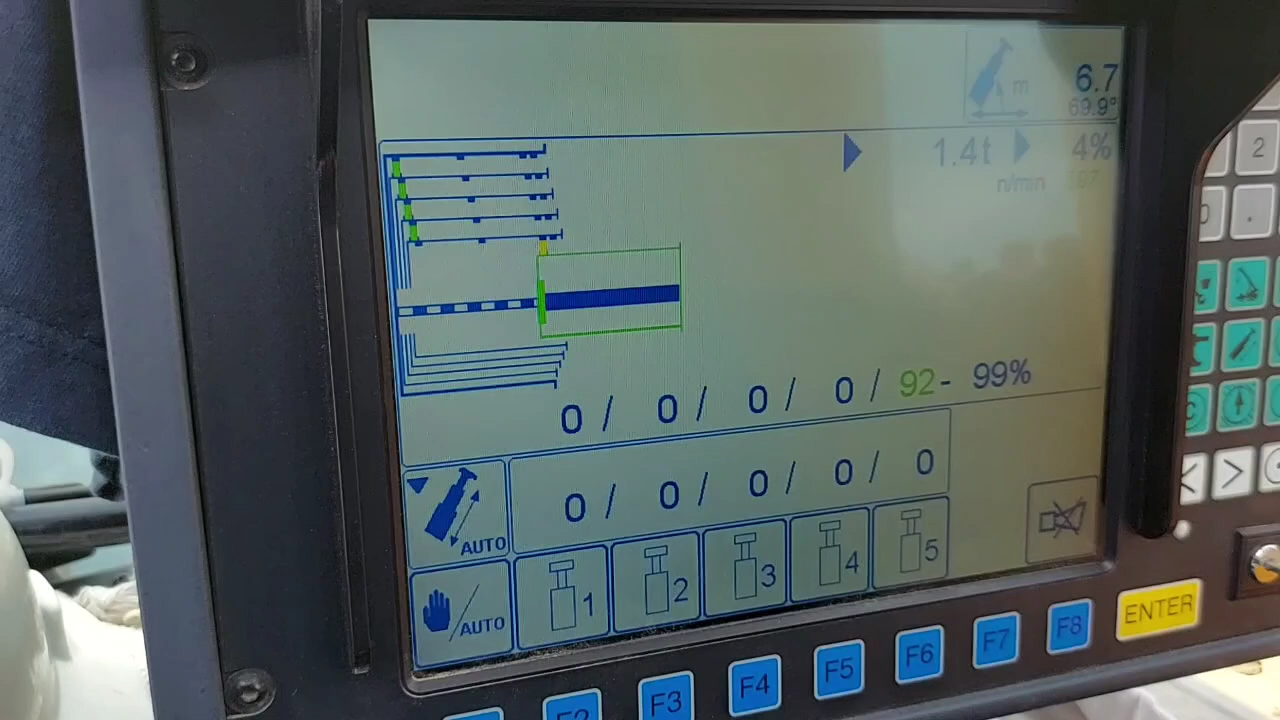 m 6.7
69.9°
1.4t 4%
n/min
0 / 0 / 0 / 0 / 92- 99%
0 / 0 / 0 / 0 / 0
AUTO
/AUTO 1 2 3 4 5
F3 F4 F5 F6 F7 F8 ENTER
2
.
< >